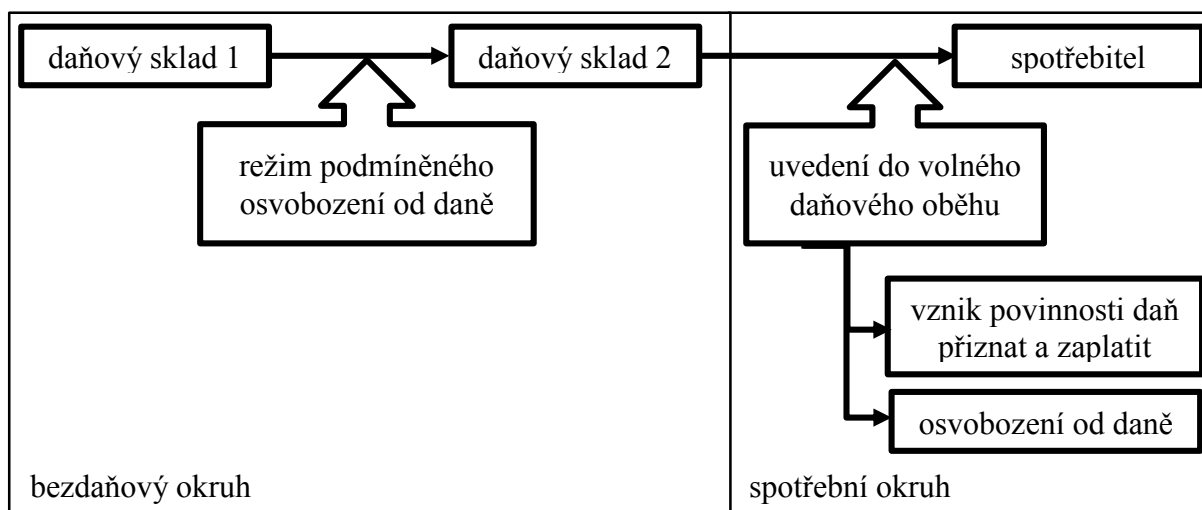 daňový sklad 1
daňový sklad 2
spotřebitel
režim podmíněného
osvobození od daně
uvedení do volného
daňového oběhu
vznik povinnosti daň
přiznat a zaplatit
osvobození od daně
bezdaňový okruh
spotřební okruh